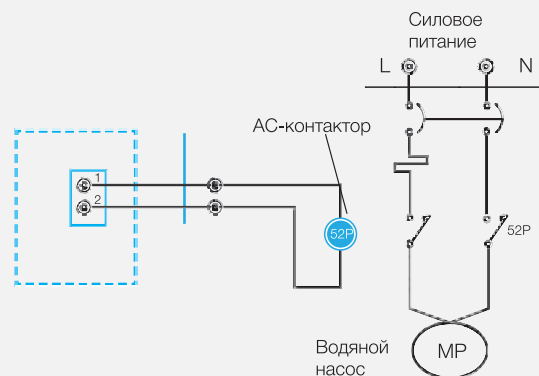 Силовое
питание
L N
АС-контактор
1
2
52P
52P
Водяной
насос
MP